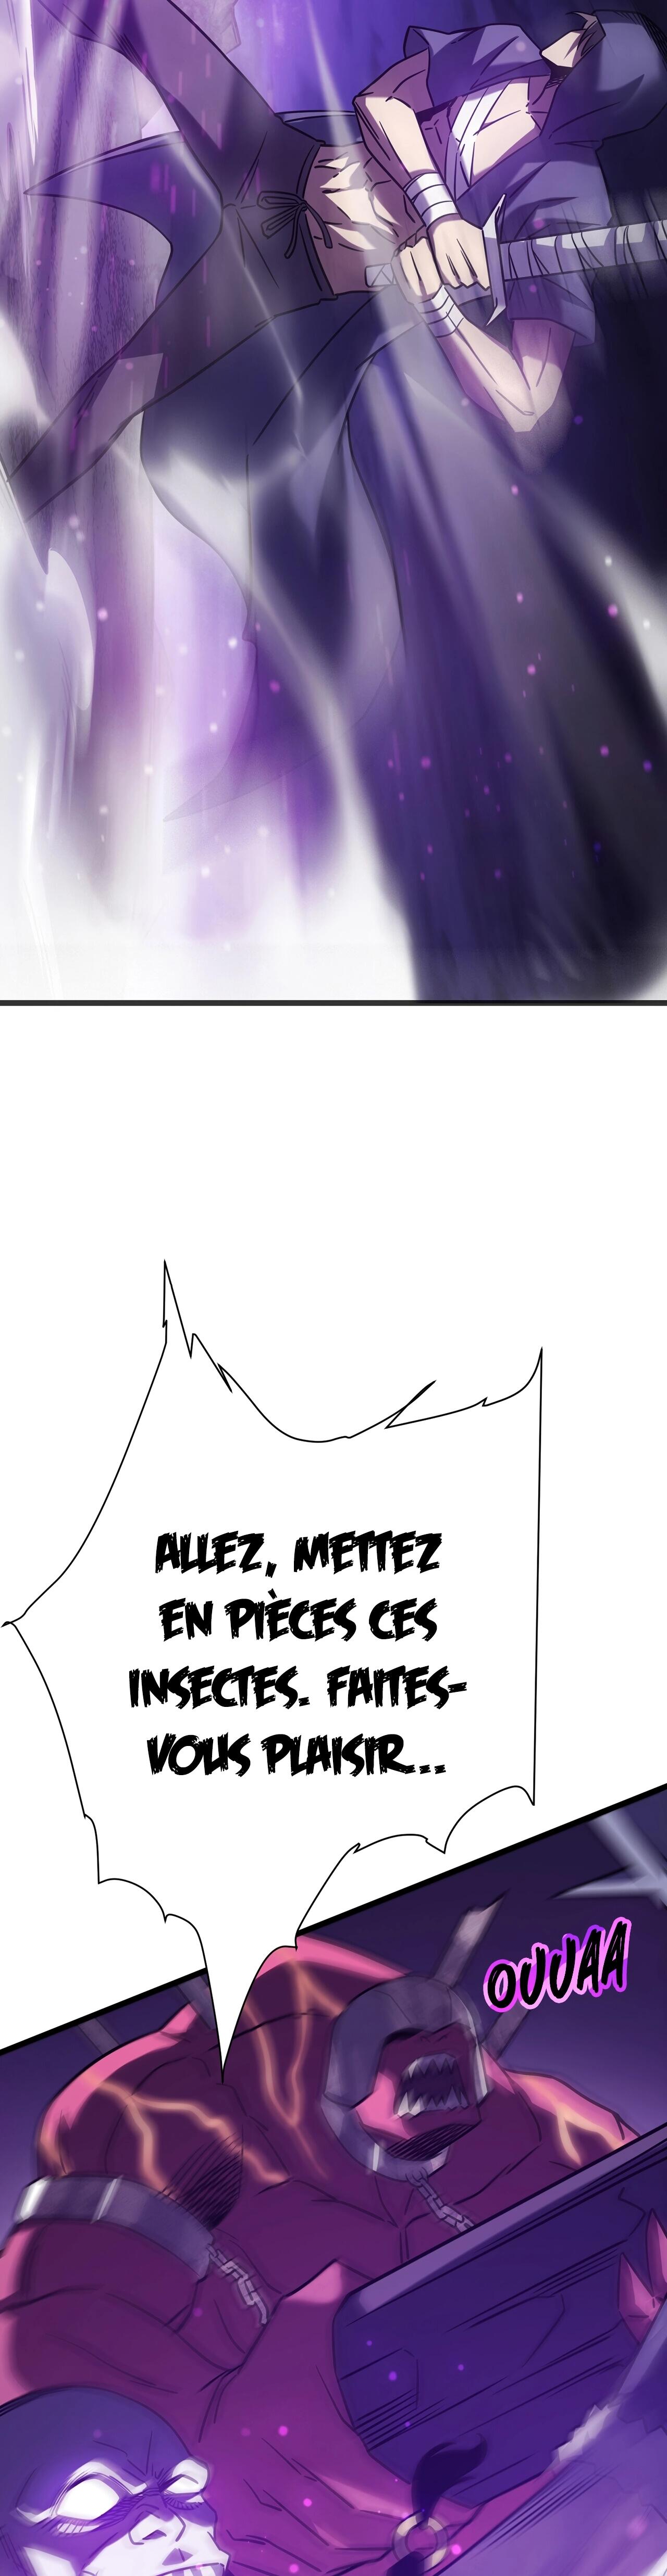 ALLEZ, METTEZ
EN PIÈCES CES
INSECTES. FAITES-
VOUS PLAISIR...
OUUAA